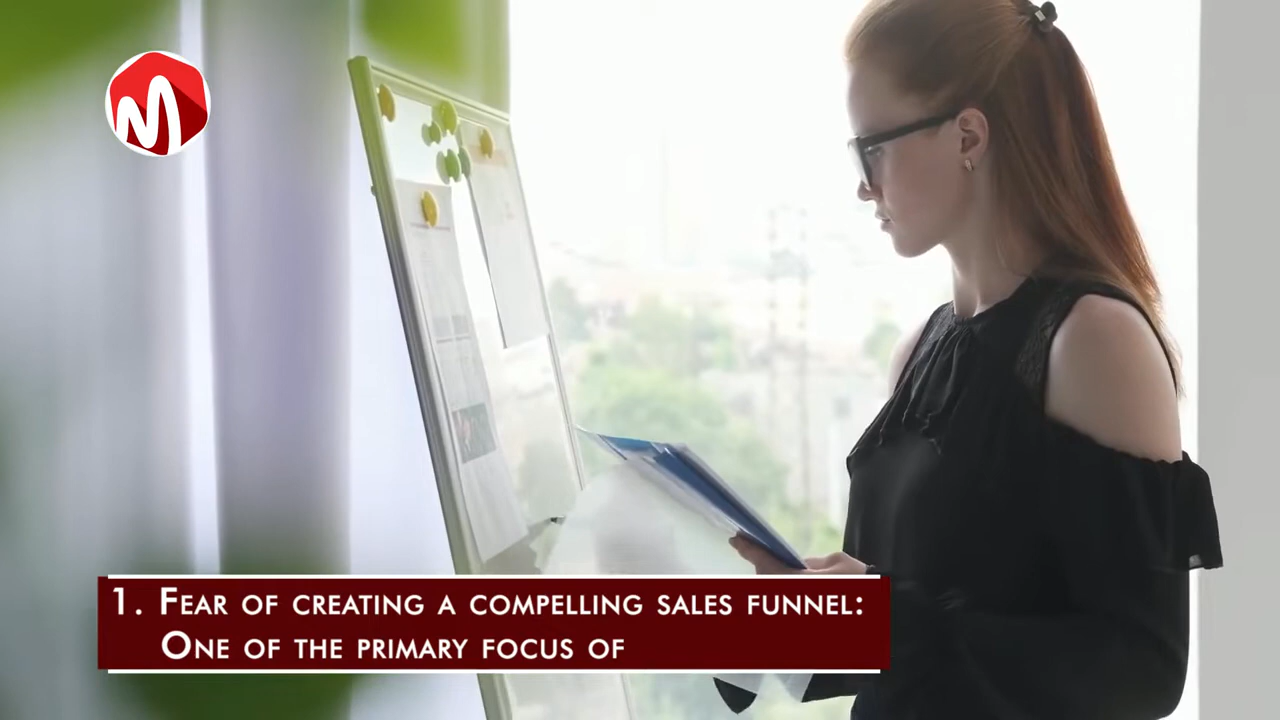 1. Fear of creating a compelling sales funnel:
One of the primary focus of